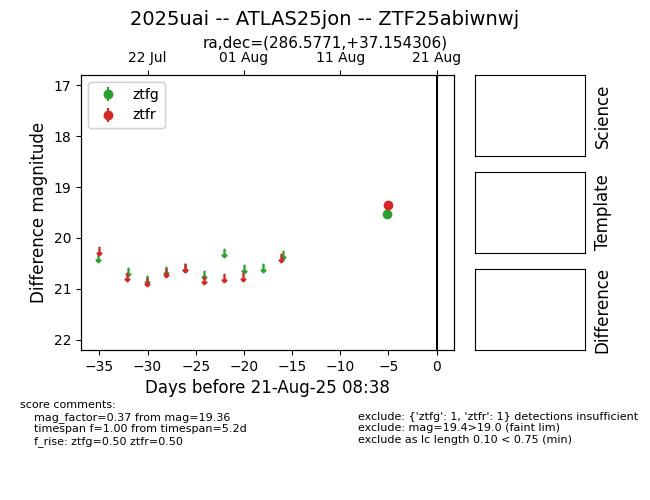 2025uai -- ATLAS25jon -- ZTF25abiwnwj
ra,dec=(286.5771,+37.154306)
22 Jul 01 Aug 11 Aug 21 Aug
ztfg
ztfr
17
18
19
20
21
22
Difference magnitude
−35 −30 −25 −20 −15 −10 −5 0
Days before 21-Aug-25 08:38
Science
Template
Difference
score comments:
mag_factor=0.37 from mag=19.36
timespan f=1.00 from timespan=5.2d
f_rise: ztfg=0.50 ztfr=0.50
exclude: {'ztfg': 1, 'ztfr': 1} detections insufficient
exclude: mag=19.4>19.0 (faint lim)
exclude as lc length 0.10 < 0.75 (min)